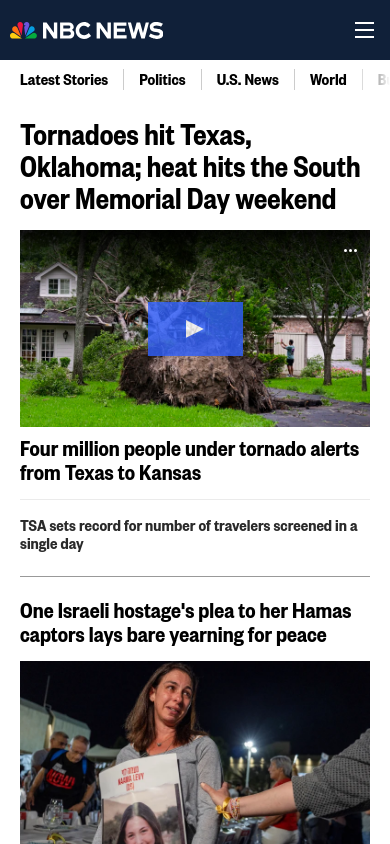 NBC NEWS
Latest Stories
Politics
U.S. News
World
Tornadoes hit Texas,
Oklahoma; heat hits the South
over Memorial Day weekend
Four million people under tornado alerts
from Texas to Kansas
TSA sets record for number of travelers screened in a
single day
One Israeli hostage's plea to her Hamas
captors lays bare yearning for peace